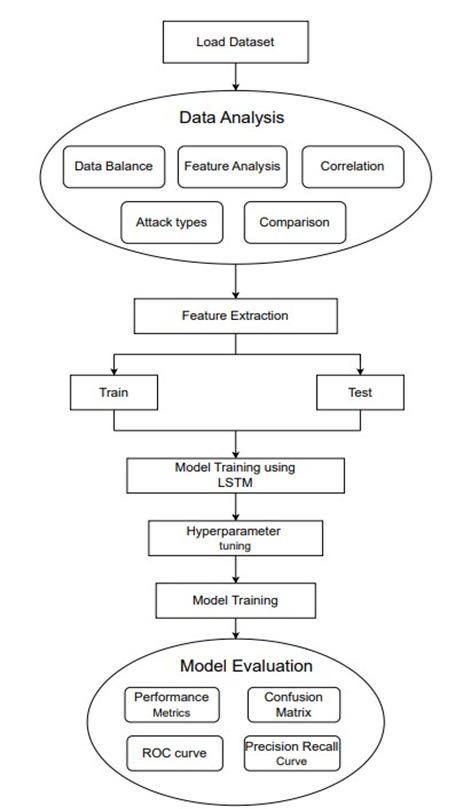 Load Dataset
Data Analysis
Data Balance
Feature Analysis
Correlation
Attack types
Comparison
Feature Extraction
Train
Test
Model Training using
LSTM
Hyperparameter
tuning
Model Training
Model Evaluation
Performance
Metrics
Confusion
Matrix
ROC curve
Precision Recall
Curve